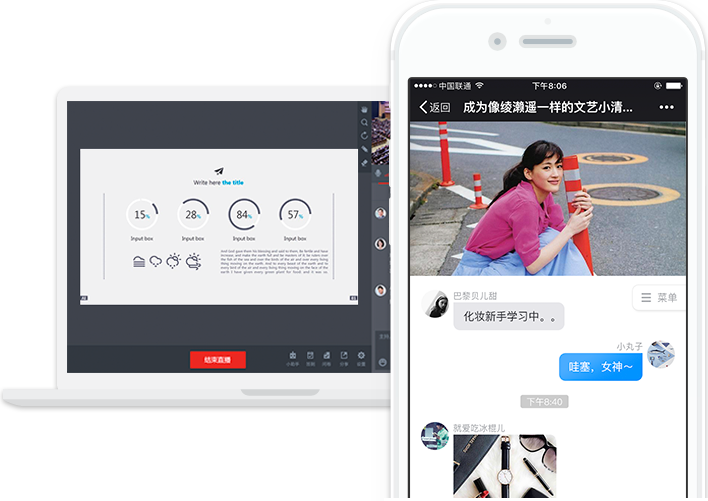 Write here the title
15%
28%
84%
57%
Input box
Input box
Input box
Input box
结束直播
中国联通
下午8:06
返回
成为像绫濑遥一样的文艺小清...
巴黎贝儿甜
菜单
化妆新手学习中。。
小丸子
哇塞，女神～
下午8:40
就爱吃冰棍儿